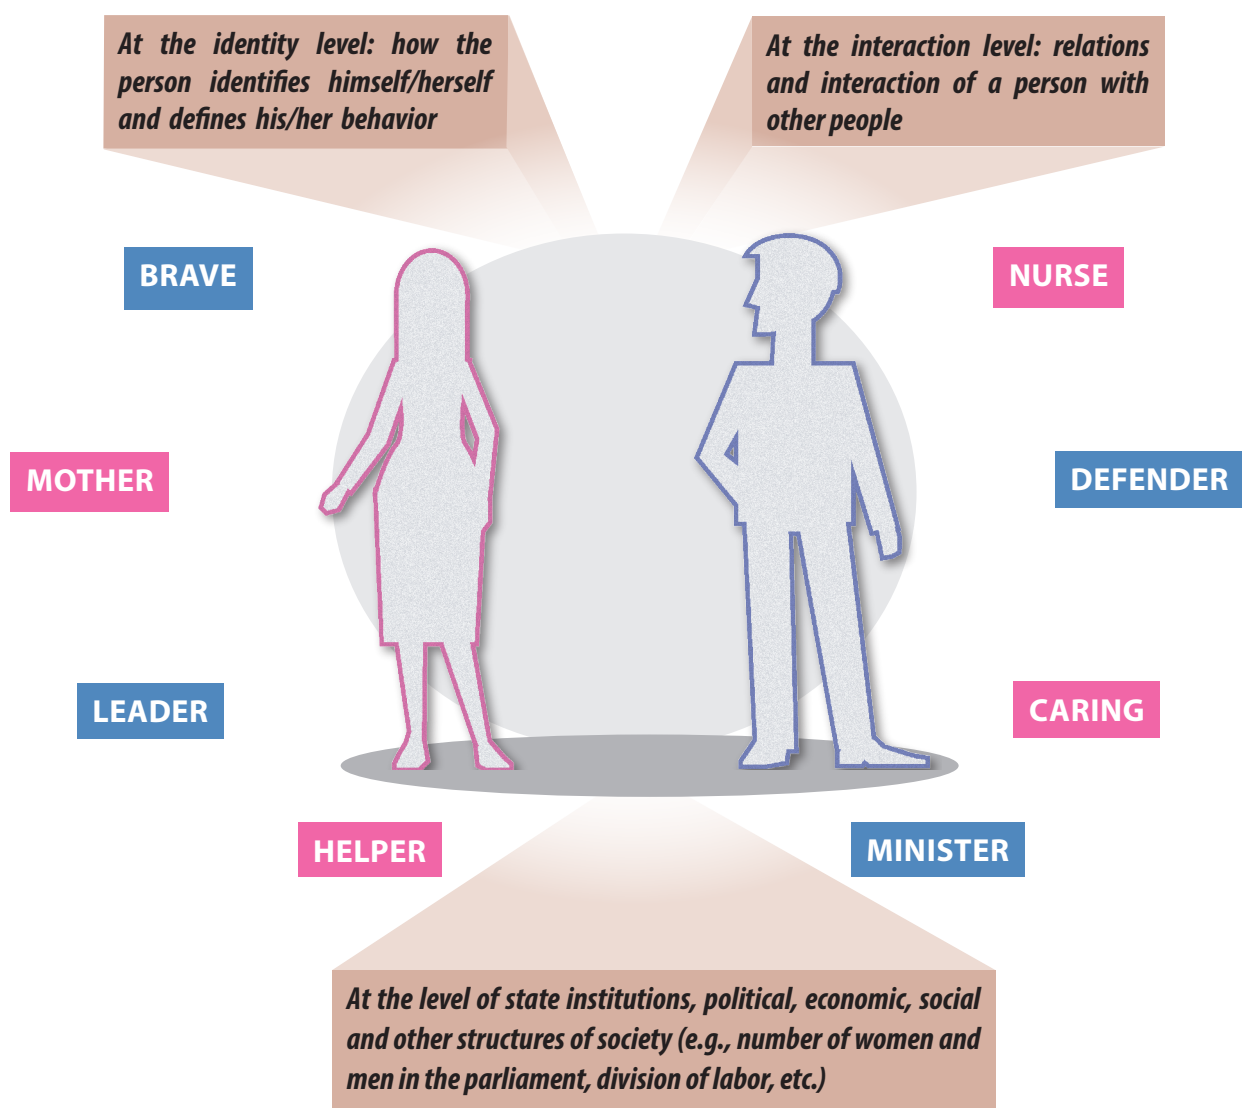 At the identity level: how the
person identifies himself/herself
and defines his/her behavior
At the interaction level: relations
and interaction of a person with
other people
BRAVE
NURSE
MOTHER
DEFENDER
LEADER
CARING
HELPER
MINISTER
At the level of state institutions, political, economic, social
and other structures of society (e.g., number of women and
men in the parliament, division of labor, etc.)